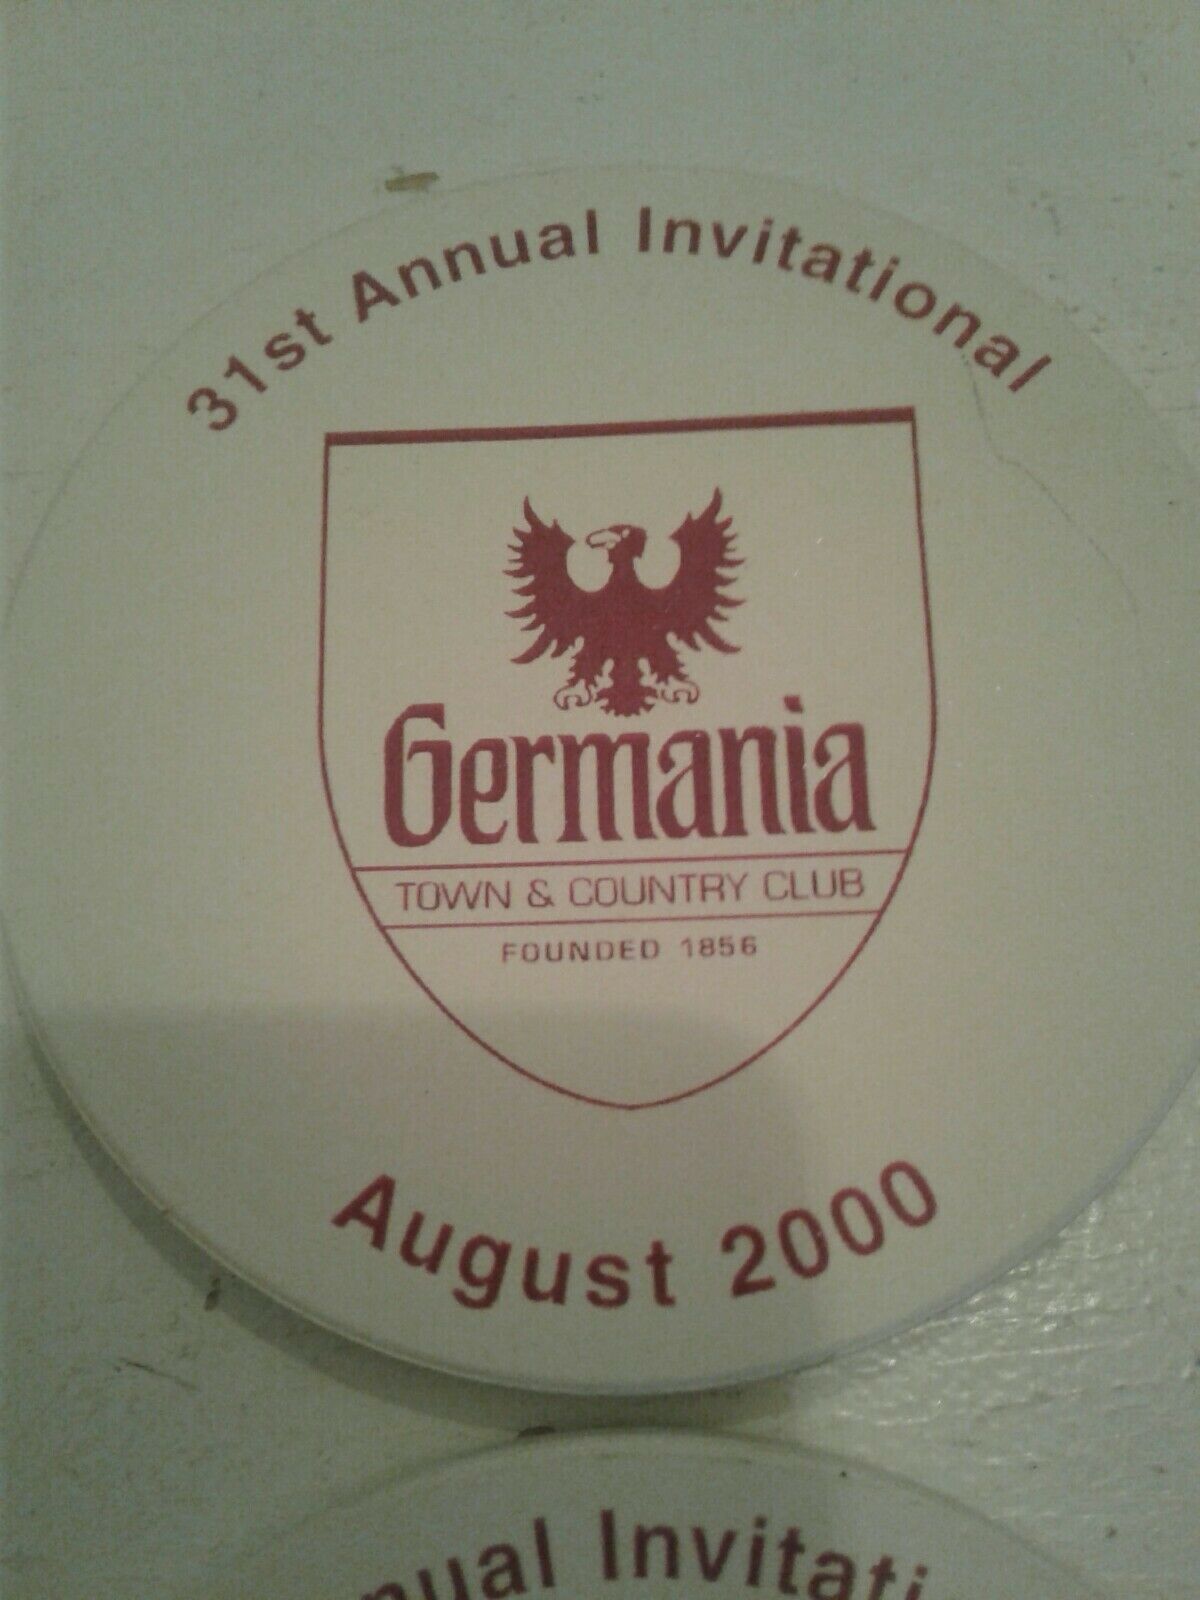 31st Annual Invitational
Germania
TOWN & COUNTRY CLUB
FOUNDED 1856
August 2000
nual Invitati